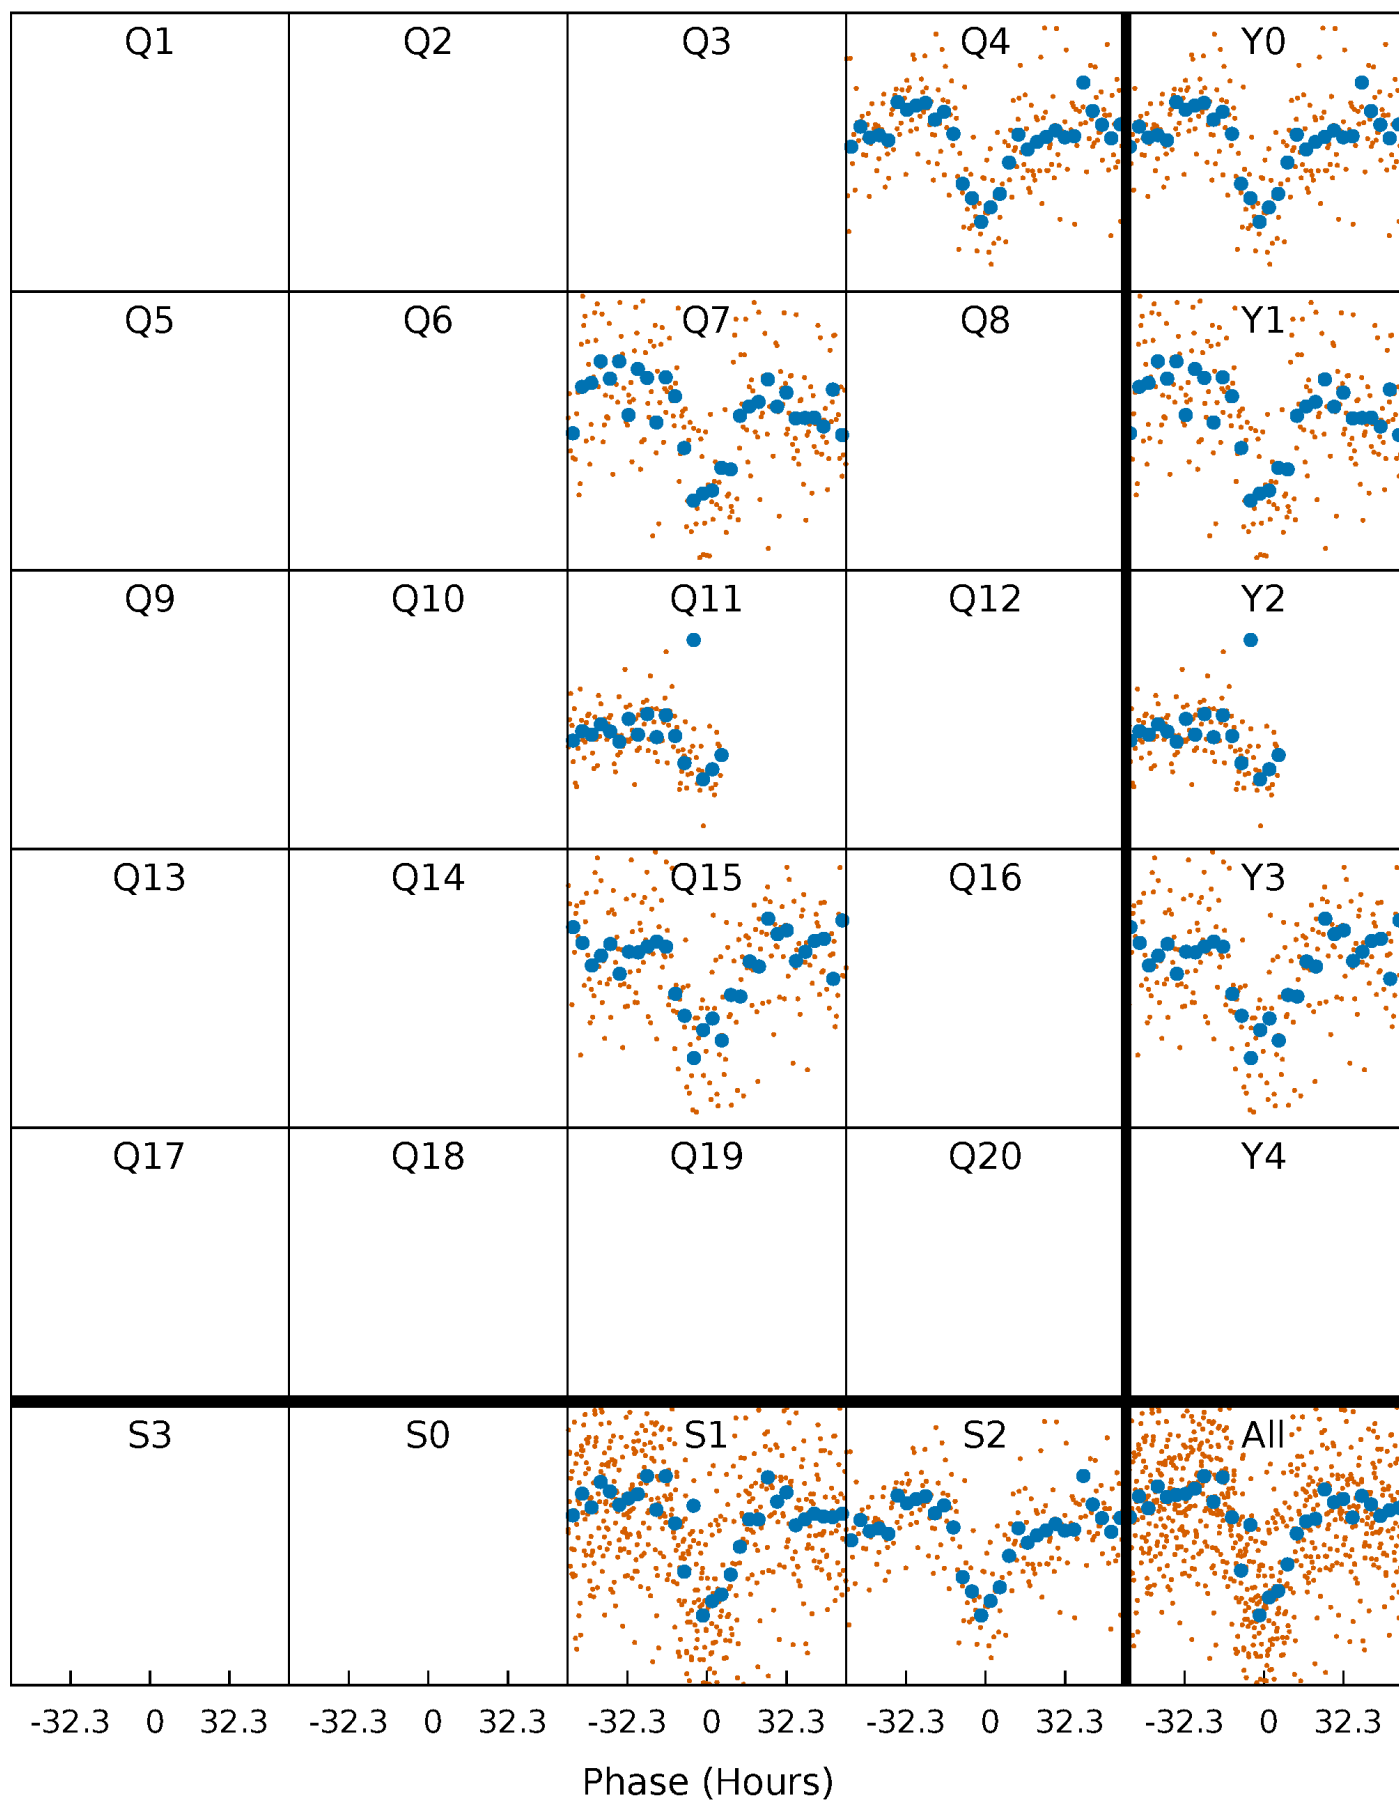 Q1 Q2 Q3 Q4 Y0
Q5 Q6 Q7 Q8 Y1
Q9 Q10 Q11 Q12 Y2
Q13 Q14 Q15 Q16 Y3
Q17 Q18 Q19 Q20 Y4
S3 S0 S1 S2 All
-32.3 0 32.3 -32.3 0 32.3 -32.3 0 32.3 -32.3 0 32.3 -32.3 0 32.3
Phase (Hours)